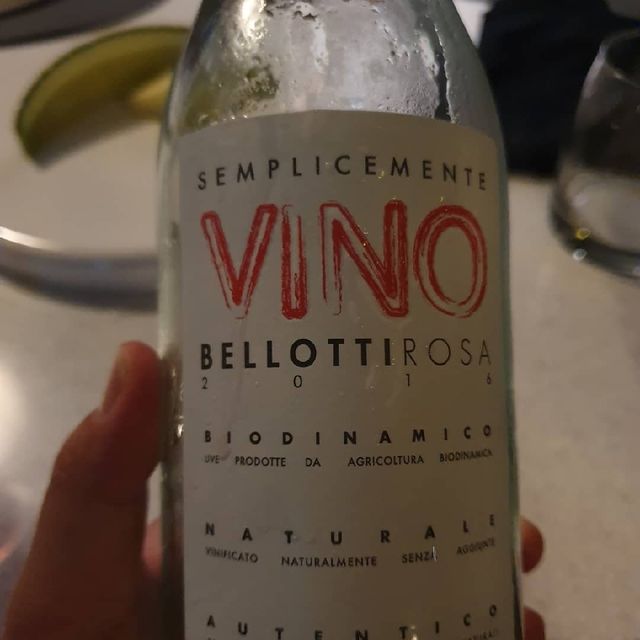 SEMPLICEMENTE
VINO
BELLOTTIROSA
2016
BIODINAMICO
UVE PRODOTTE DA AGRICOLTURA BIODINAMICA
NATURALE
VINIFICATO NATURALMENTE SENZA AGGIUNTE
AUTENTICO